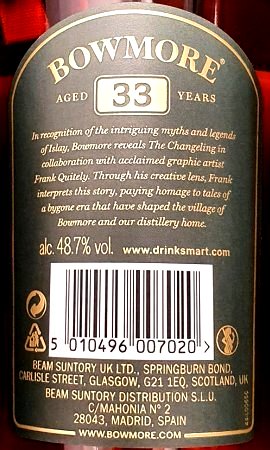 BOWMORE®
AGED 33 YEARS
In recognition of the intriguing myths and legends
of Islay, Bowmore reveals The Changeling in
collaboration with acclaimed graphic artist
Frank Quitely. Through his creative lens, Frank
interprets this story, paying homage to tales of
a bygone era that have shaped the village of
Bowmore and our distillery home.
alc. 48.7% vol. www.drinksmart.com
5 010496 007020 >
BEAM SUNTORY UK LTD., SPRINGBURN BOND,
CARLISLE STREET, GLASGOW, G21 1EQ, SCOTLAND, UK
BEAM SUNTORY DISTRIBUTION S.L.U.
C/MAHONIA Nº 2
28043, MADRID, SPAIN
WWW.BOWMORE.COM